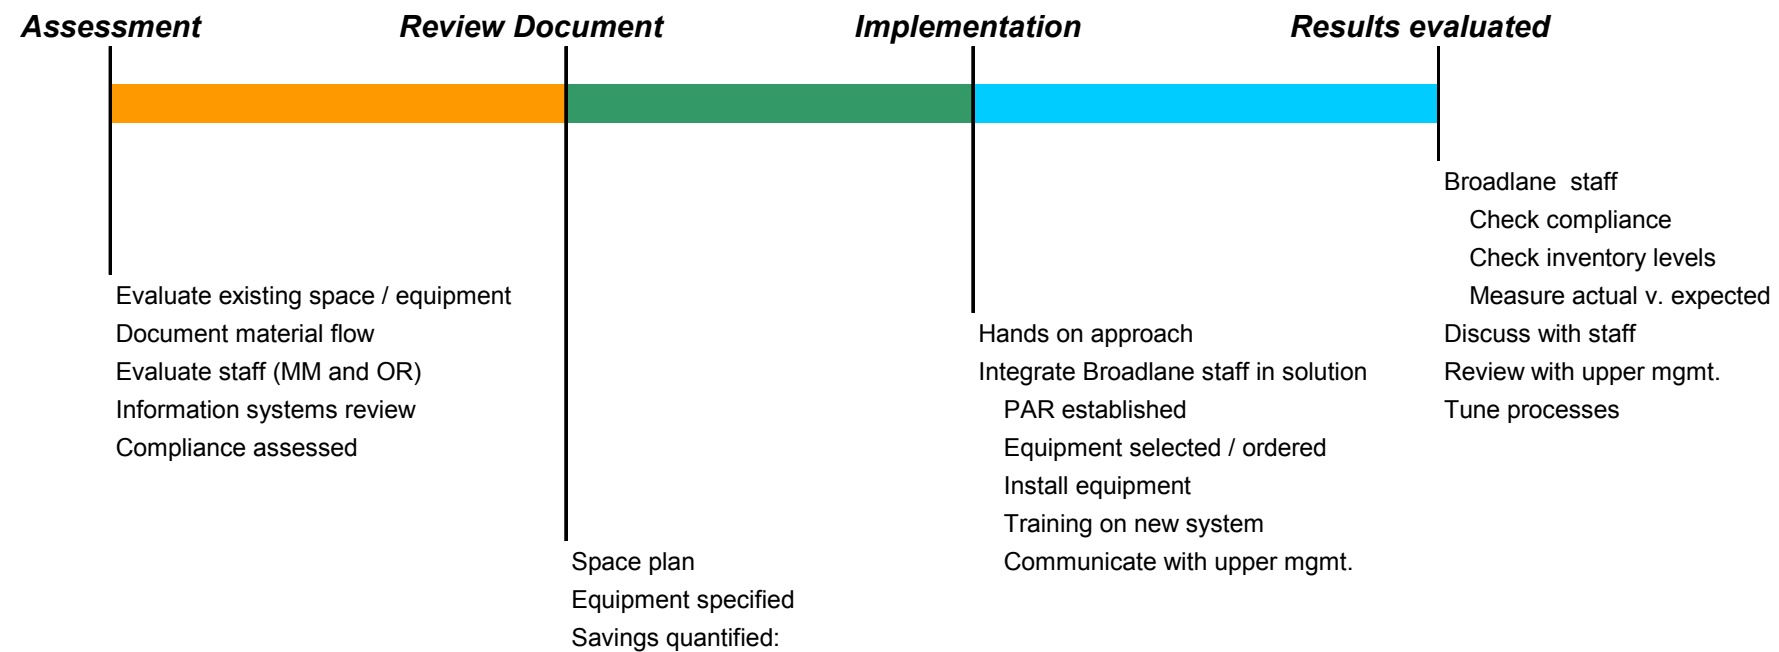 Assessment
Review Document
Implementation
Results evaluated
Evaluate existing space / equipment
Document material flow
Evaluate staff (MM and OR)
Information systems review
Compliance assessed
Space plan
Equipment specified
Savings quantified:
Hands on approach
Integrate Broadlane staff in solution
PAR established
Equipment selected / ordered
Install equipment
Training on new system
Communicate with upper mgmt.
Broadlane  staff
Check compliance
Check inventory levels
Measure actual v. expected
Discuss with staff
Review with upper mgmt.
Tune processes